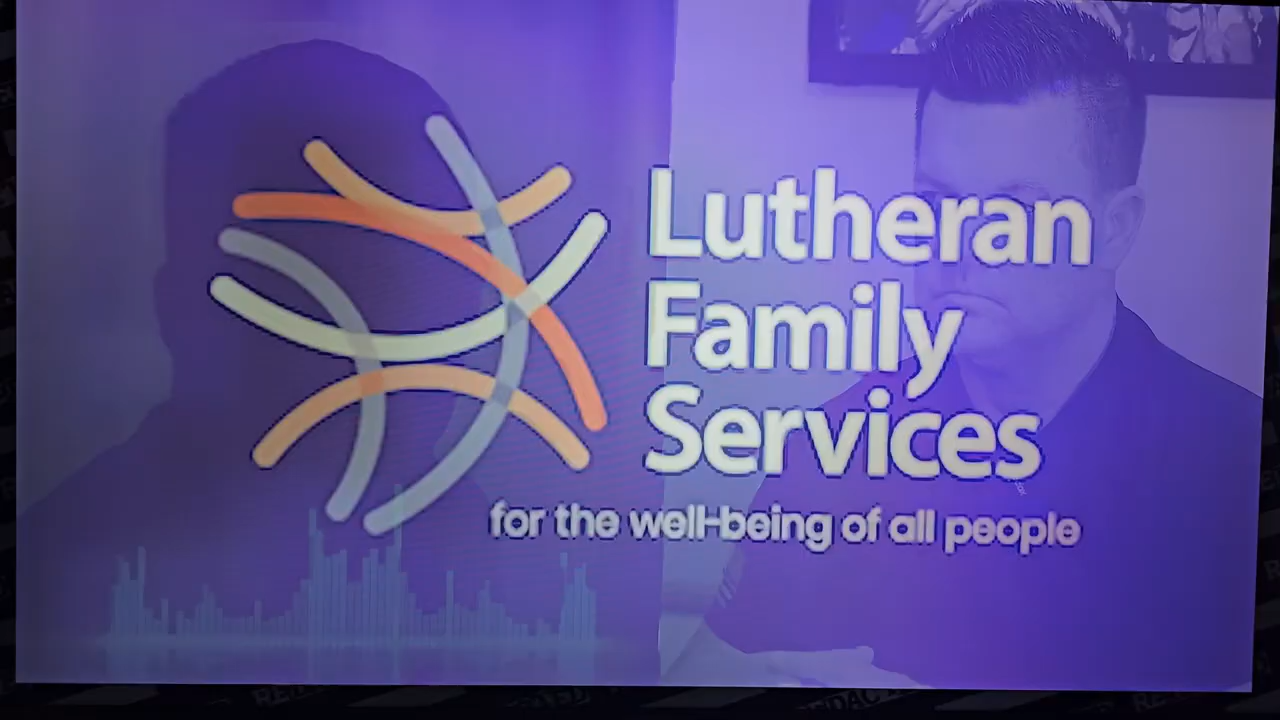 Lutheran
Family
Services
for the well-being of all people